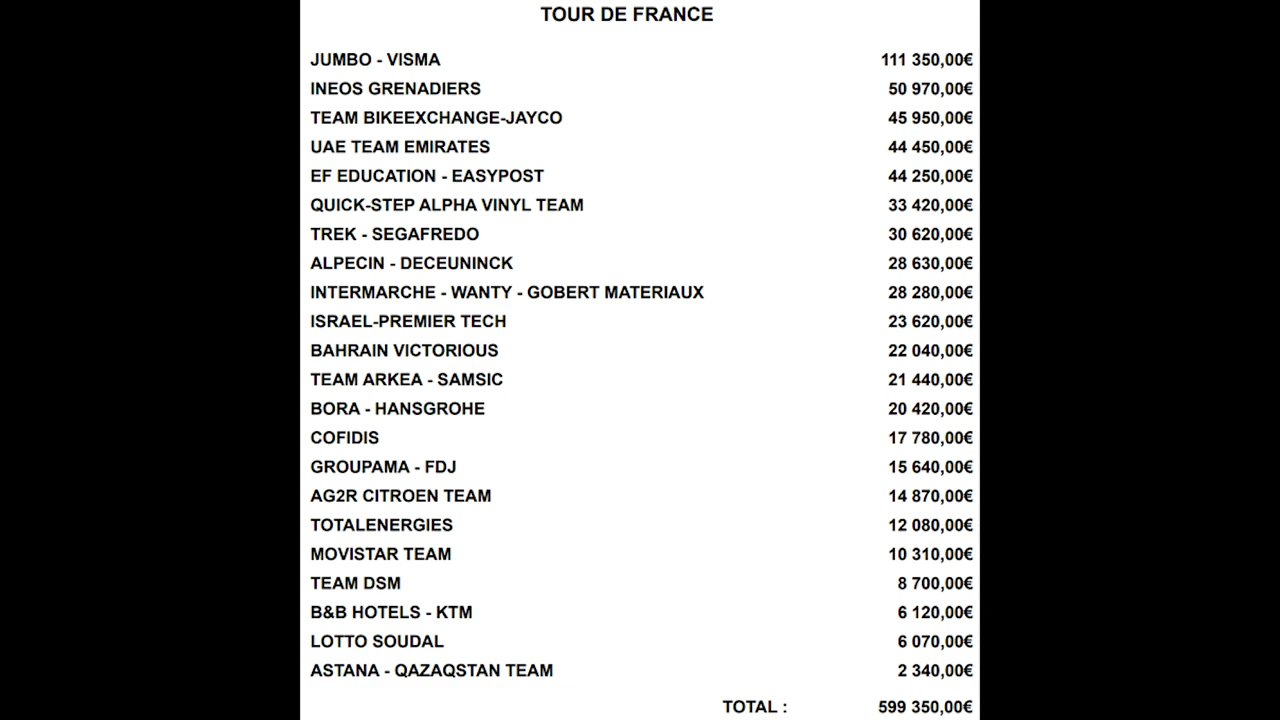 TOUR DE FRANCE
JUMBO - VISMA 111 350,00€
INEOS GRENADIERS 50 970,00€
TEAM BIKEEXCHANGE-JAYCO 45 950,00€
UAE TEAM EMIRATES 44 450,00€
EF EDUCATION - EASYPOST 44 250,00€
QUICK-STEP ALPHA VINYL TEAM 33 420,00€
TREK - SEGAFREDO 30 620,00€
ALPECIN - DECEUNINCK 28 630,00€
INTERMARCHE - WANTY - GOBERT MATERIAUX 28 280,00€
ISRAEL-PREMIER TECH 23 620,00€
BAHRAIN VICTORIOUS 22 040,00€
TEAM ARKEA - SAMSIC 21 440,00€
BORA - HANSGROHE 20 420,00€
COFIDIS 17 780,00€
GROUPAMA - FDJ 15 640,00€
AG2R CITROEN TEAM 14 870,00€
TOTALENERGIES 12 080,00€
MOVISTAR TEAM 10 310,00€
TEAM DSM 8 700,00€
B&B HOTELS - KTM 6 120,00€
LOTTO SOUDAL 6 070,00€
ASTANA - QAZAQSTAN TEAM 2 340,00€
TOTAL : 599 350,00€